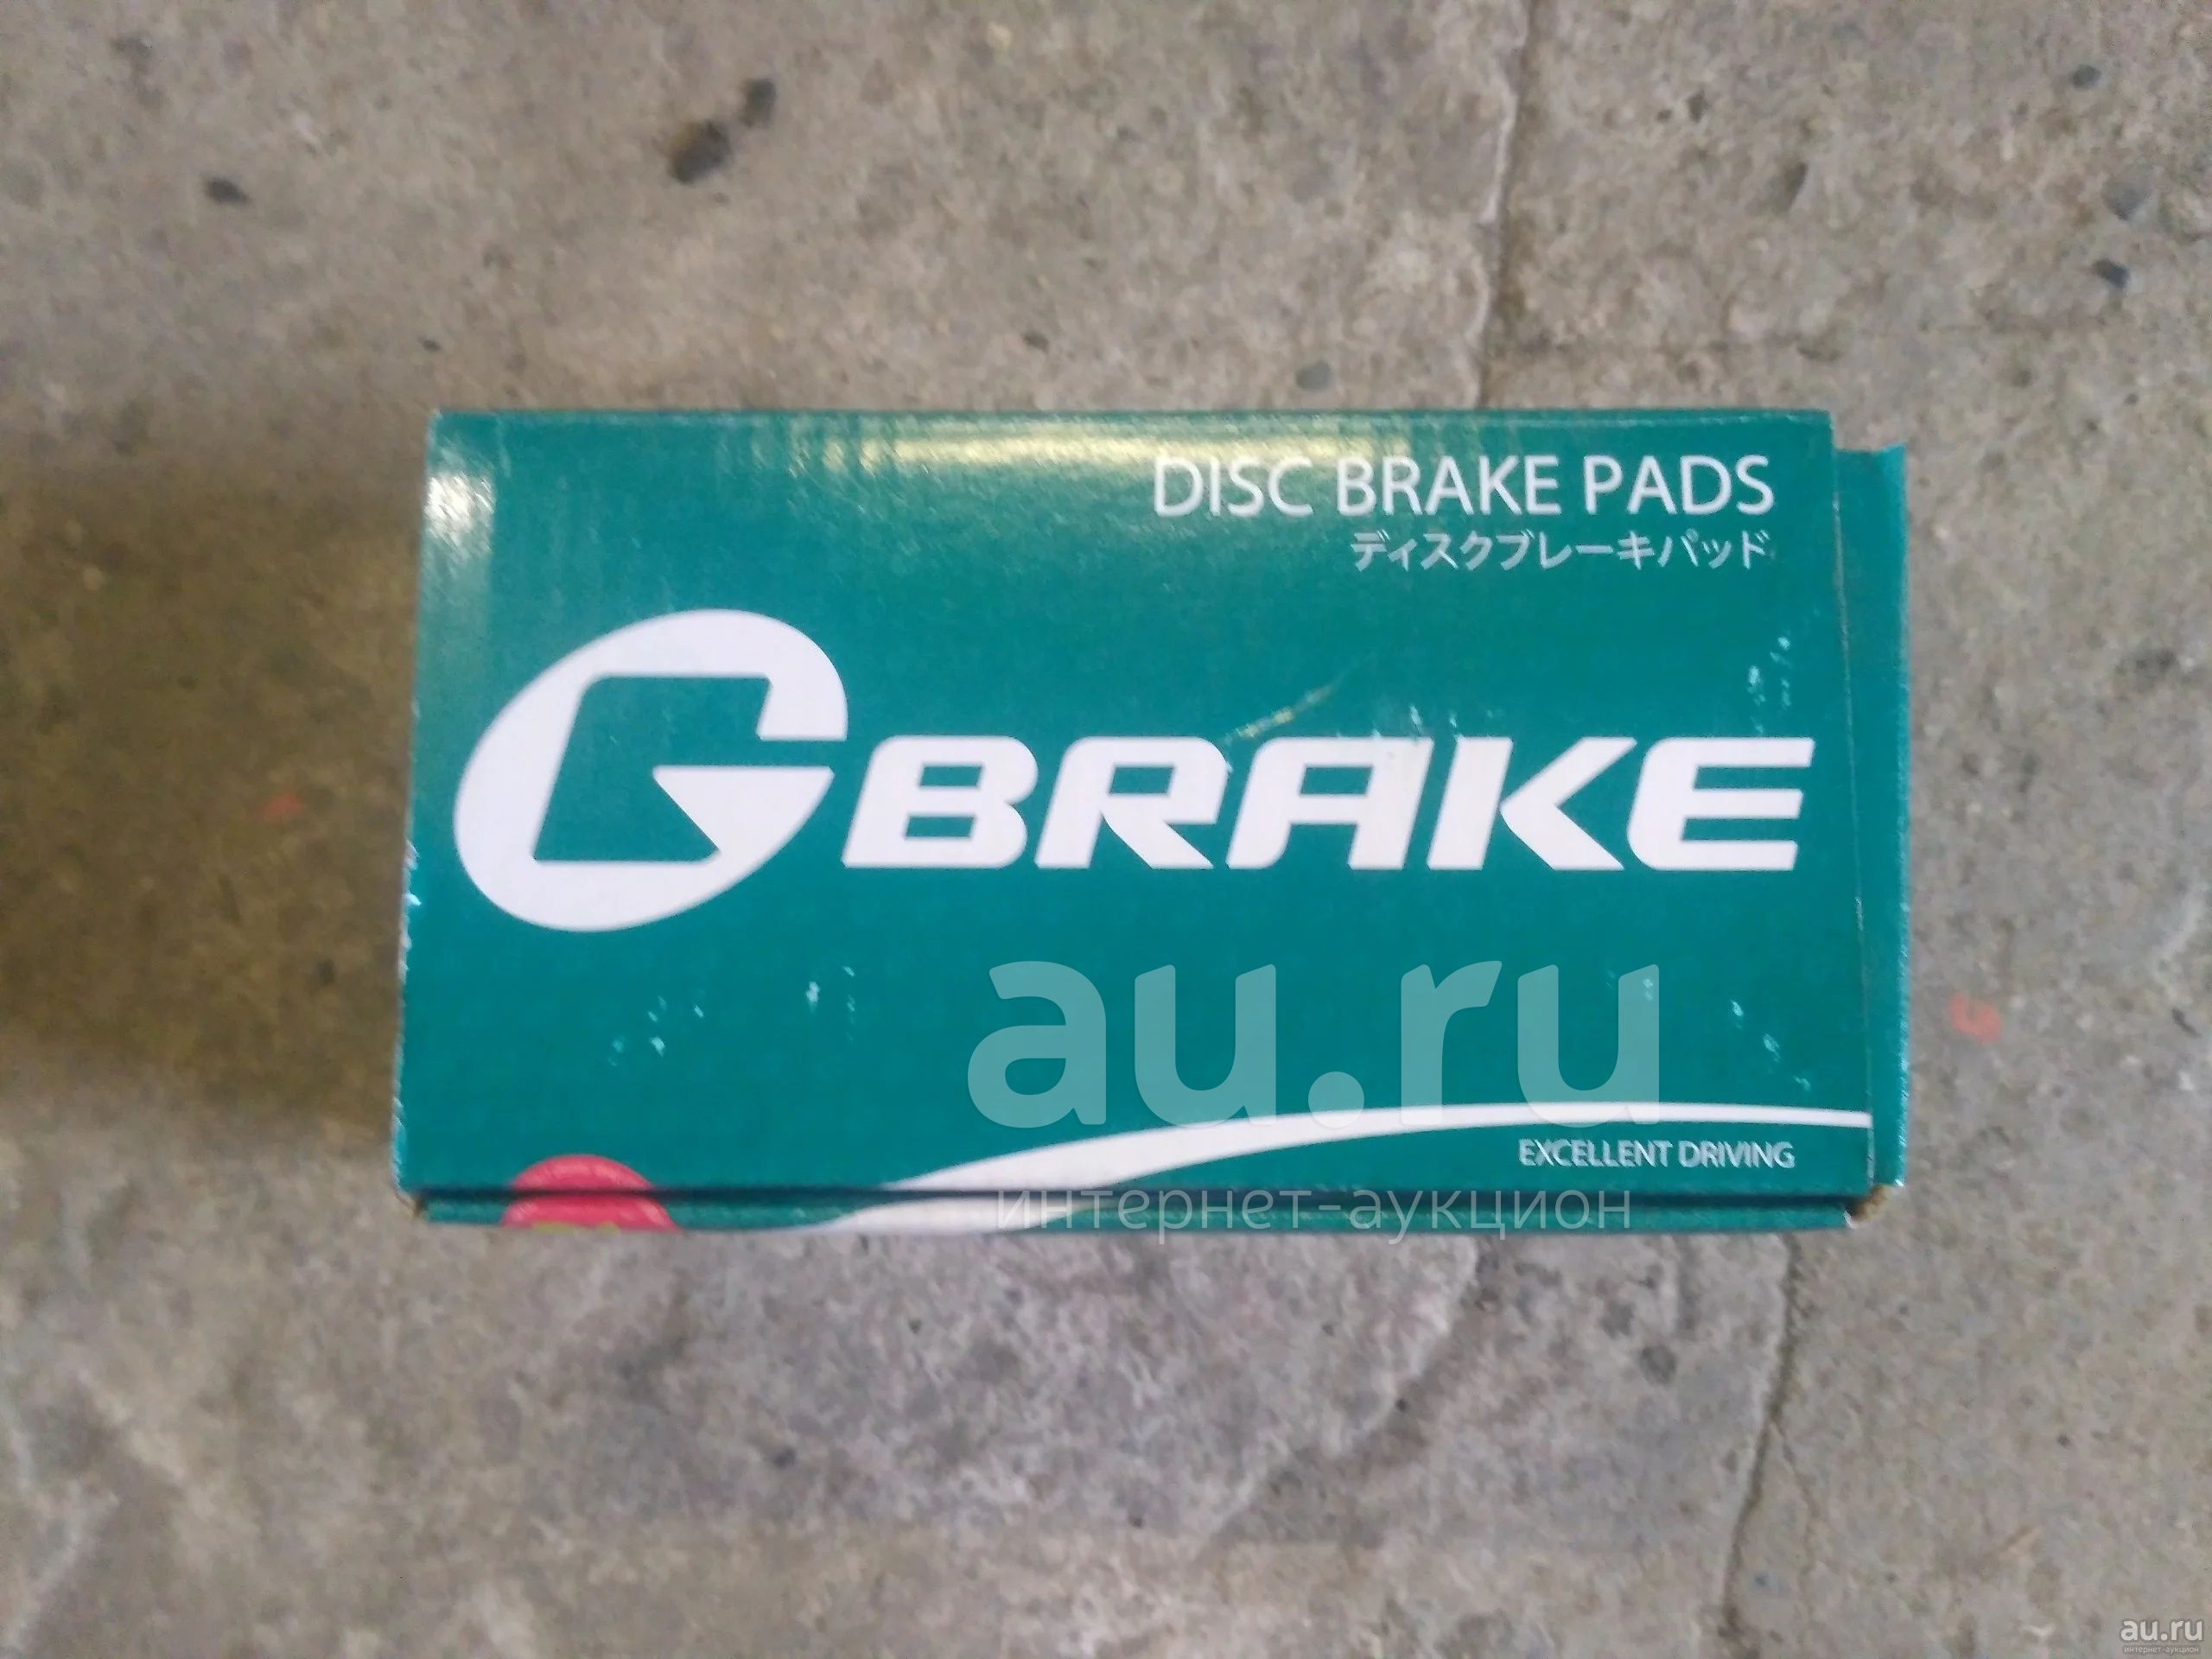 DISC BRAKE PADS
ディスクブレーキパッド
G BRAKE
au.ru
EXCELLENT DRIVING
интернет-аукцион
au.ru
интернет-аукцион